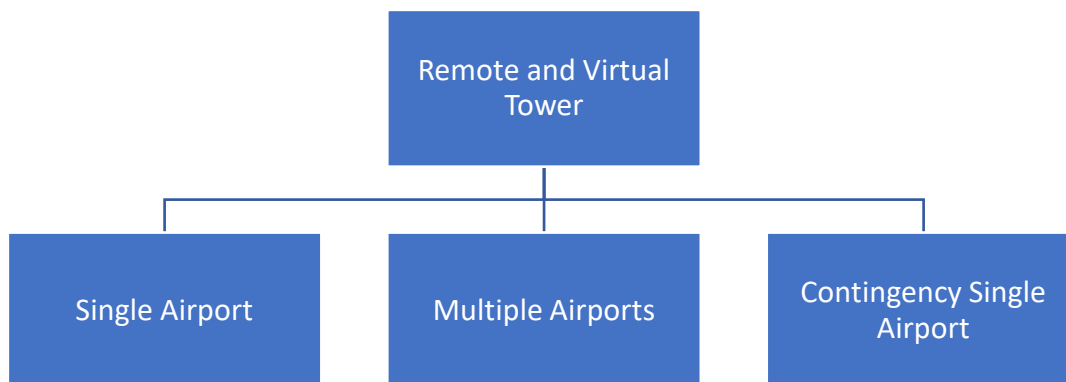 Remote and Virtual
Tower
Single Airport
Multiple Airports
Contingency Single
Airport